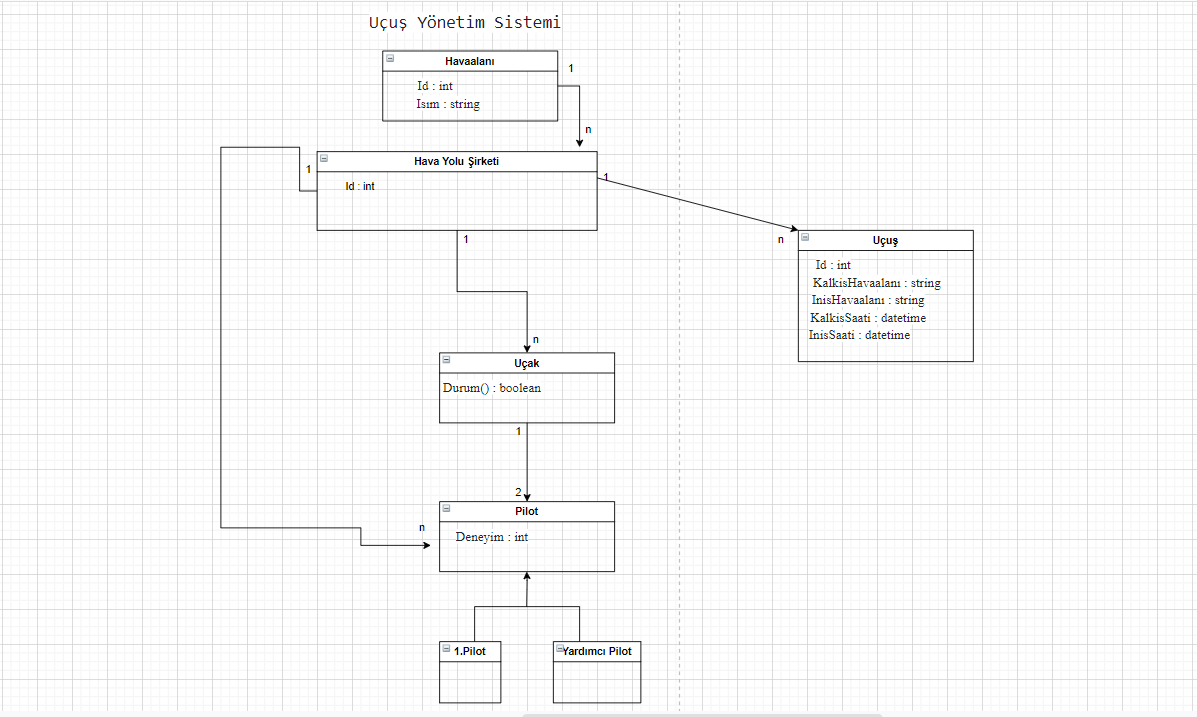 Uçuş Yönetim Sistemi
Havaalanı
1
Id : int
Isım : string
n
Hava Yolu Şirketi
1
1
Id : int
1
n
Uçuş
Id : int
KalkisHavaalanı : string
InisHavaalanı : string
KalkisSaati : datetime
InisSaati : datetime
n
Uçak
Durum() : boolean
1
2
Pilot
n
Deneyim : int
1.Pilot
Yardımcı Pilot